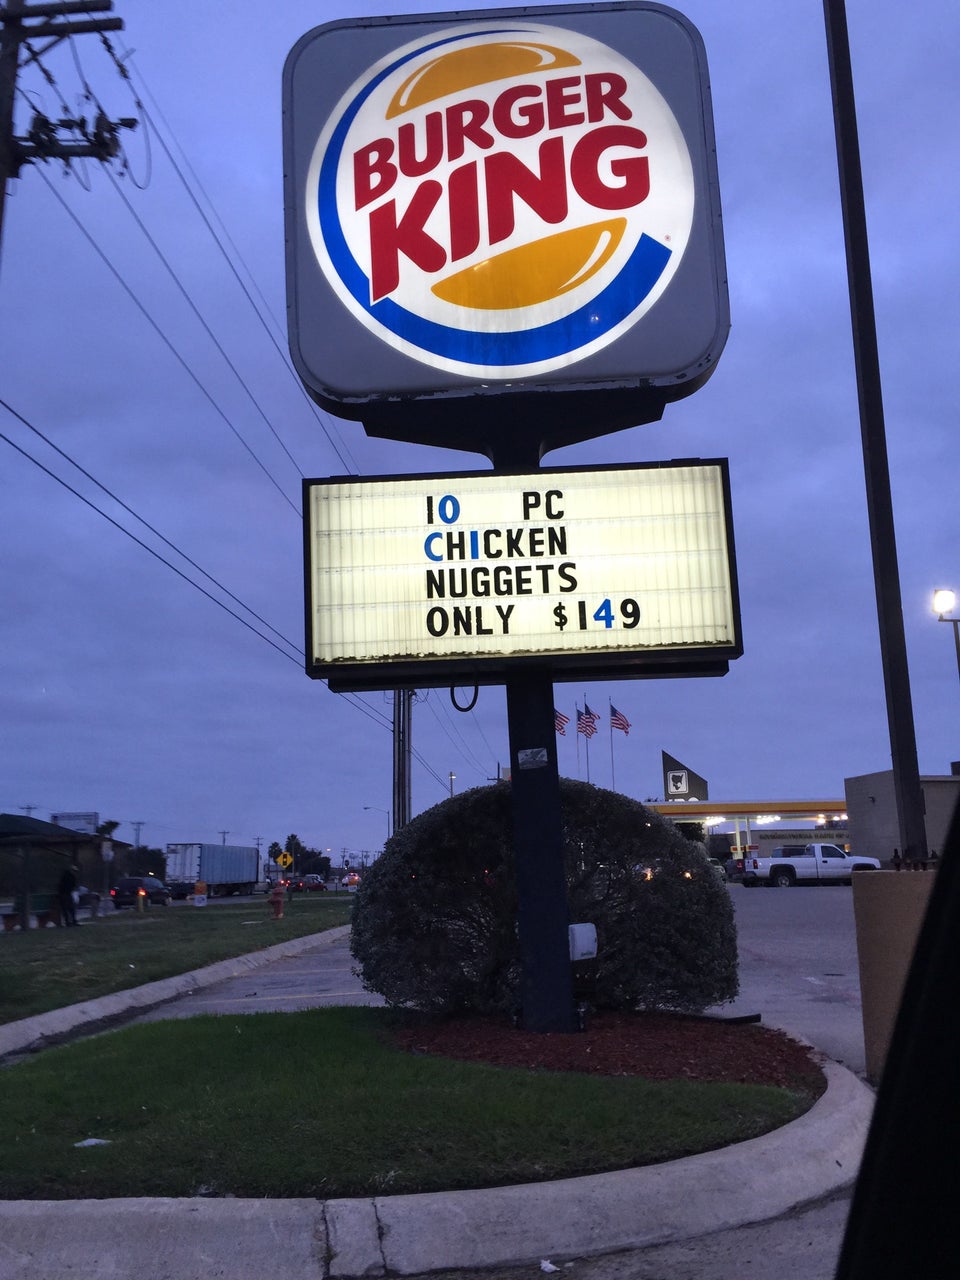 BURGER
KING
10 PC
CHICKEN
NUGGETS
ONLY $149